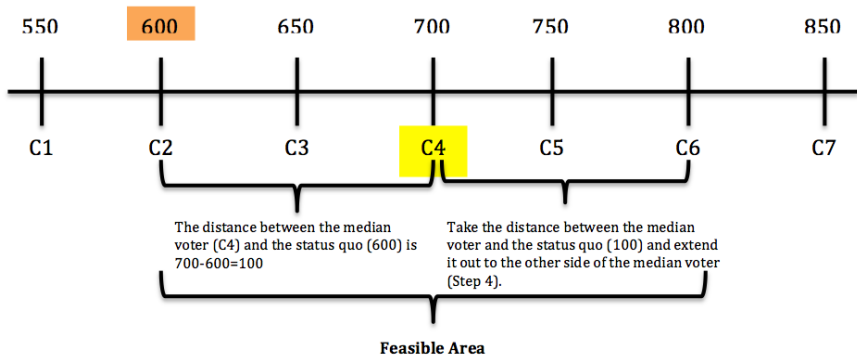 550 600 650 700 750 800 850
C1 C2 C3 C4 C5 C6 C7
The distance between the median
voter (C4) and the status quo (600) is
700-600=100
Take the distance between the median
voter and the status quo (100) and extend
it out to the other side of the median voter
(Step 4).
Feasible Area